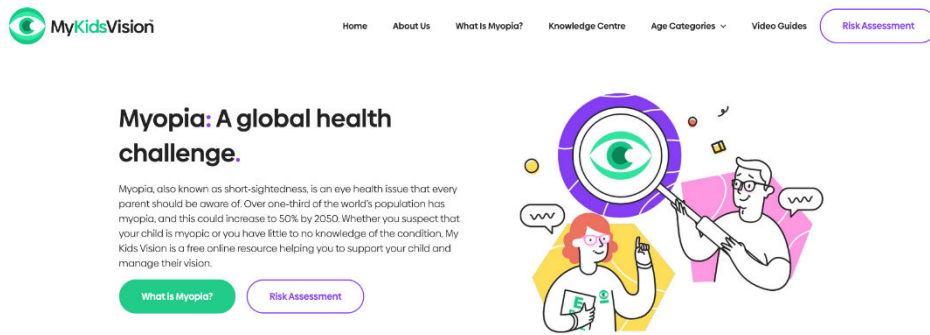 MyKidsVision
Home About Us What Is Myopia? Knowledge Centre Age Categories Video Guides Risk Assessment
Myopia: A global health
challenge.
Myopia, also known as short-sightedness, is an eye health issue that every
parent should be aware of. Over one-third of the world's population has
myopia, and this could increase to 50% by 2050. Whether you suspect that
your child is myopic or you have little to no knowledge of the condition, My
Kids Vision is a free online resource helping you to support your child and
manage their vision.
What is Myopia? Risk Assessment